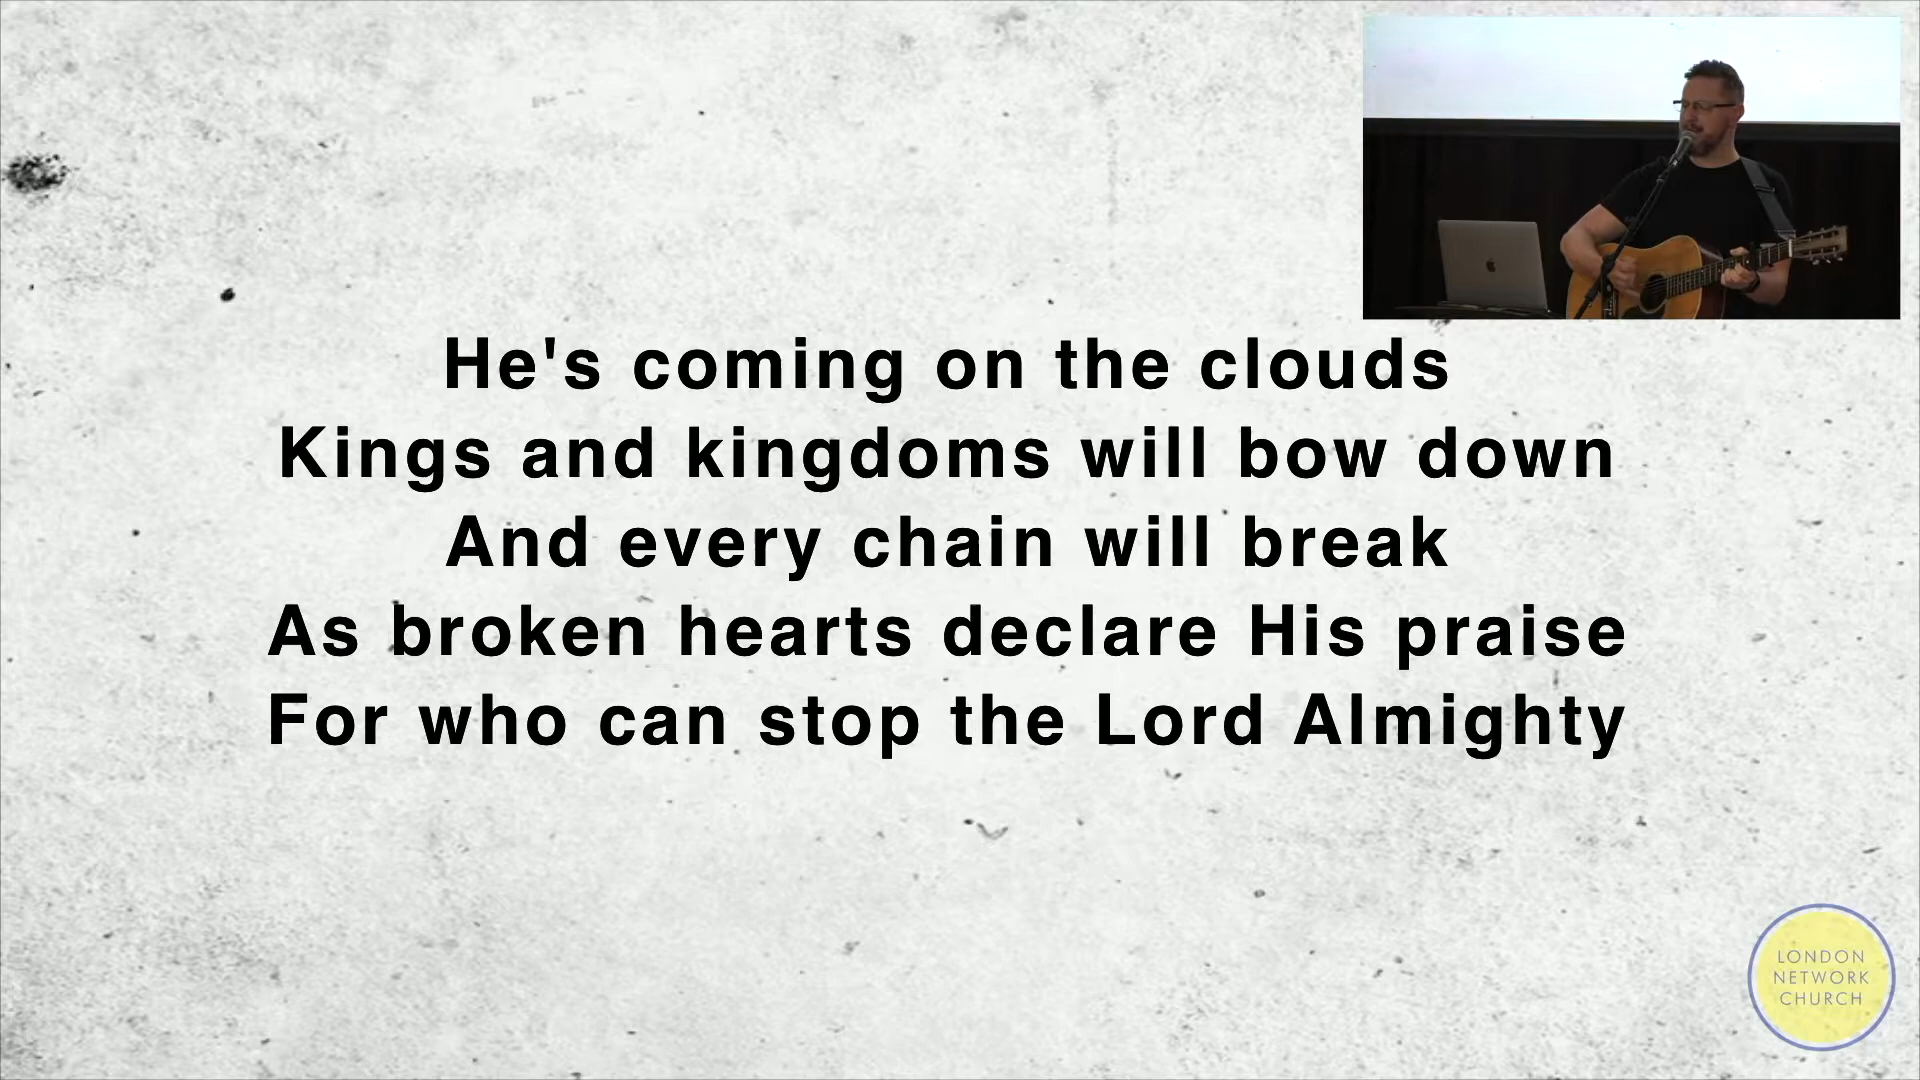 He's coming on the clouds
Kings and kingdoms will bow down
And every chain will break
As broken hearts declare His praise
For who can stop the Lord Almighty
LONDON
NETWORK
CHURCH